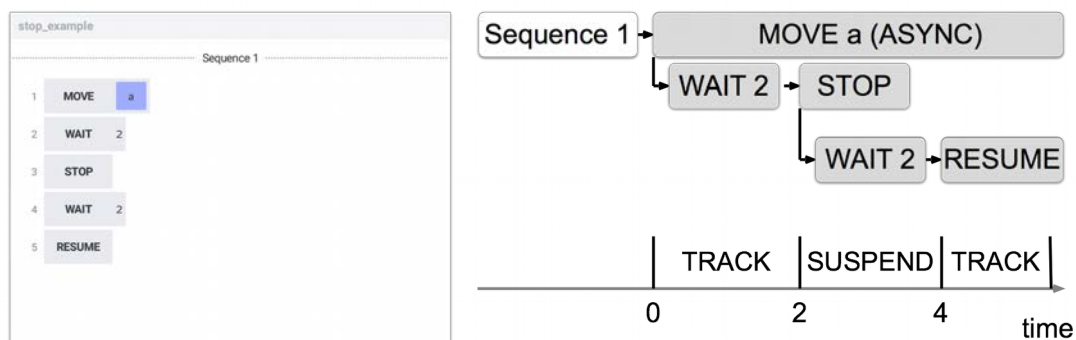 stop_example
Sequence 1
1 MOVE a
2 WAIT 2
3 STOP
4 WAIT 2
5 RESUME
Sequence 1 MOVE a (ASYNC)
WAIT 2 STOP
WAIT 2 RESUME
TRACK SUSPEND TRACK
0 2 4
time